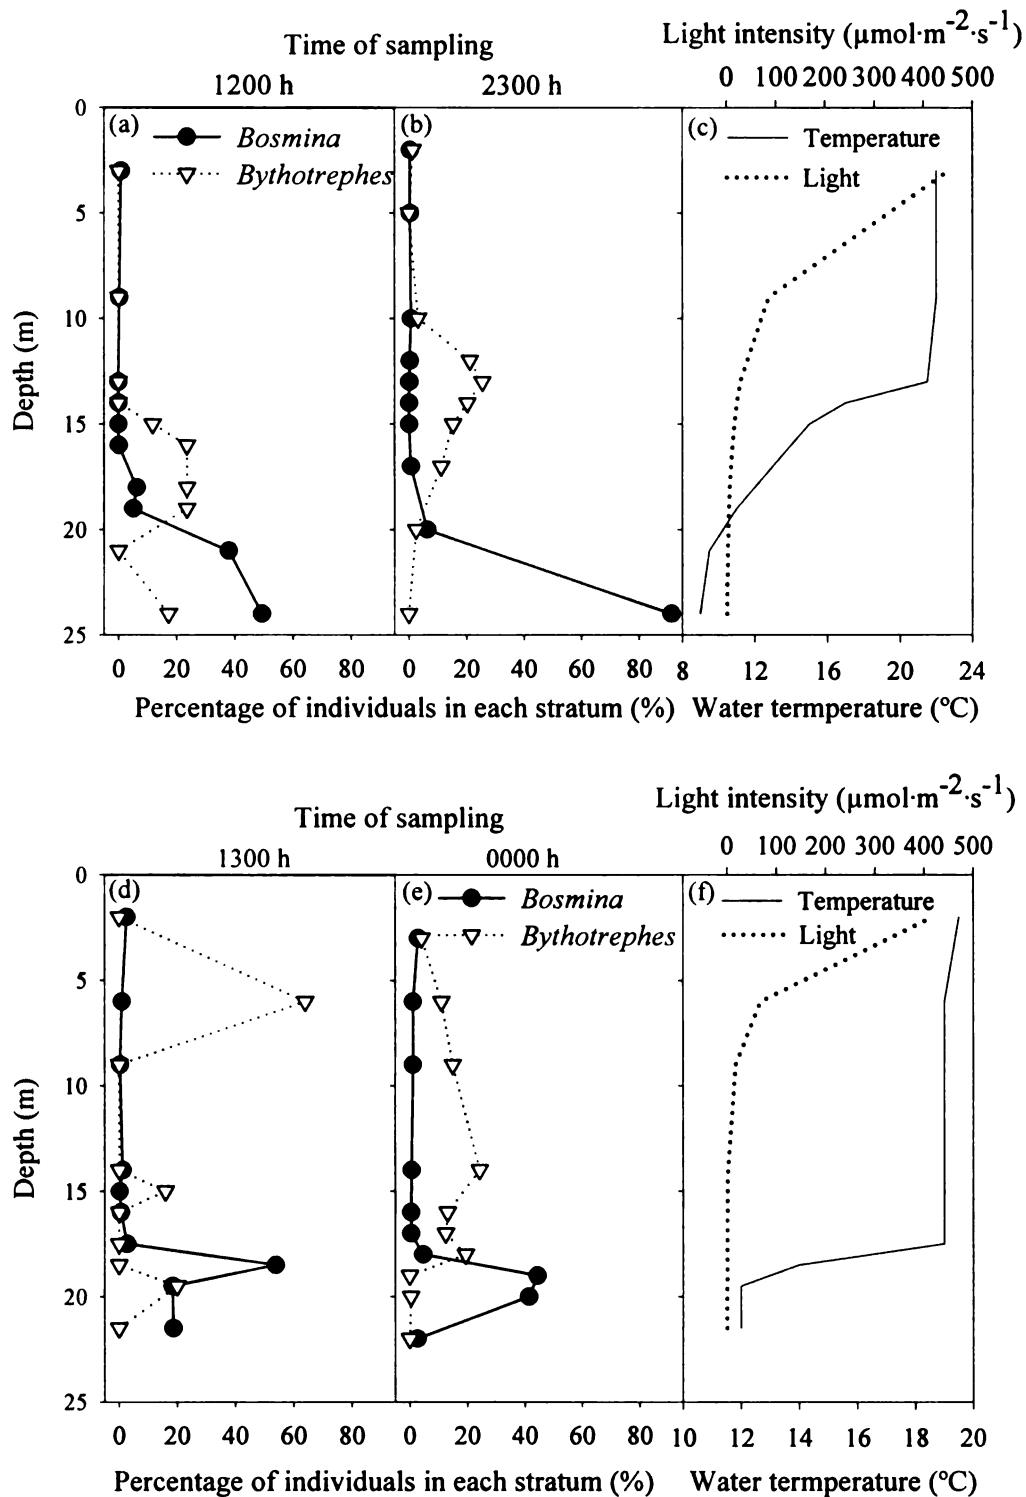 Time of sampling
Light intensity (µmol·m-2·s-1)
1200 h
2300 h
0 100 200 300 400 500
(a)
Bosmina
Bythotrephes
(b)
(c)
Temperature
Light
Depth (m)
0
5
10
15
20
25
0 20 40 60 80
0 20 40 60 80
8 12 16 20 24
Percentage of individuals in each stratum (%)
Water termperature (ºC)
Time of sampling
Light intensity (µmol·m-2·s-1)
1300 h
0000 h
0 100 200 300 400 500
(d)
(e)
Bosmina
Bythotrephes
(f)
Temperature
Light
Depth (m)
0
5
10
15
20
25
0 20 40 60 80
0 20 40 60 80
10 12 14 16 18 20
Percentage of individuals in each stratum (%)
Water termperature (ºC)